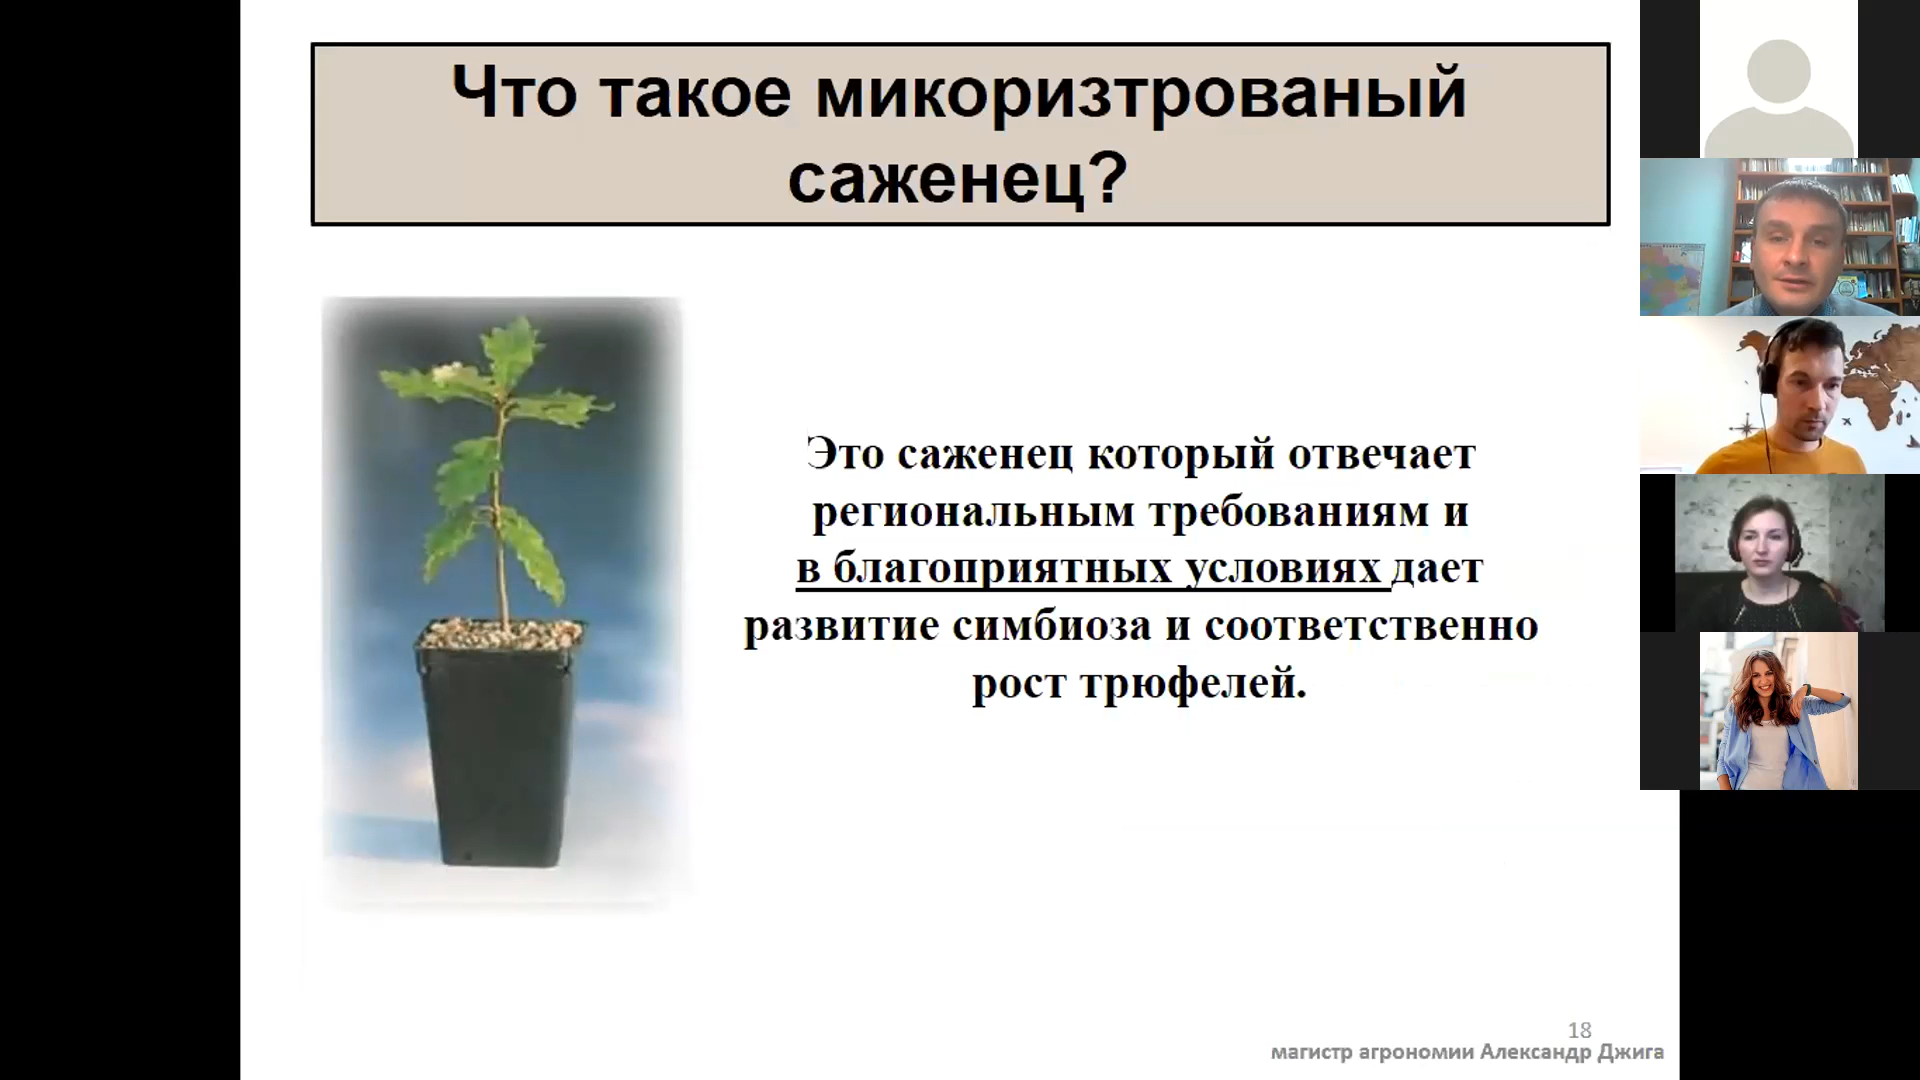 Что такое микоризтрованый
саженец?
Это саженец который отвечает
региональным требованиям и
в благоприятных условиях дает
развитие симбиоза и соответственно
рост трюфелей.
18
магистр агрономии Александр Джига